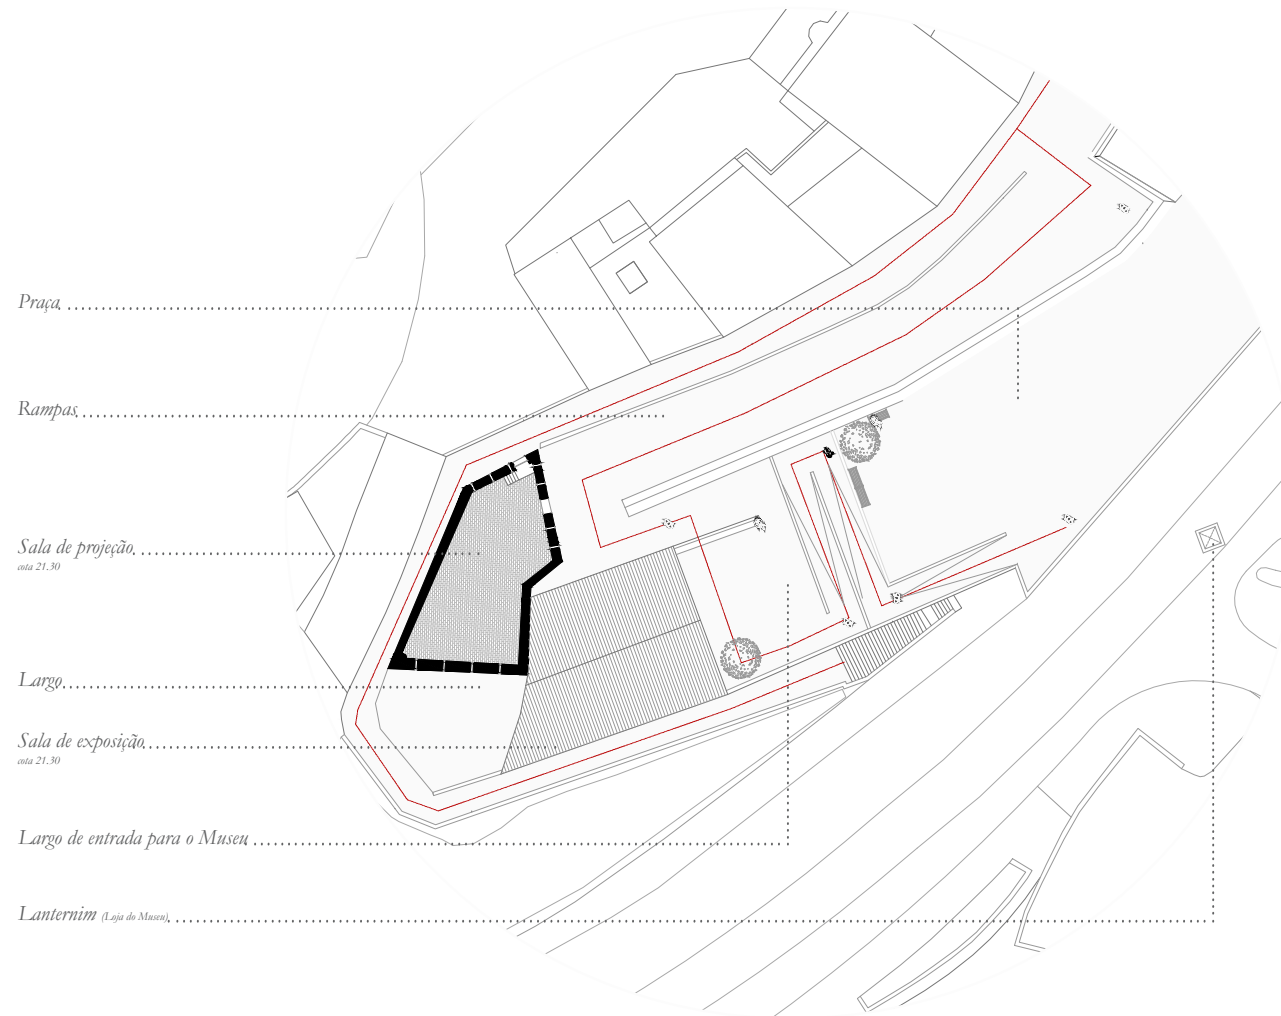 Praça
Rampas
Sala de projeção
cota 21.30
Largo
Sala de exposição
cota 21.30
Largo de entrada para o Museu
Lanternim (Loja do Museu)